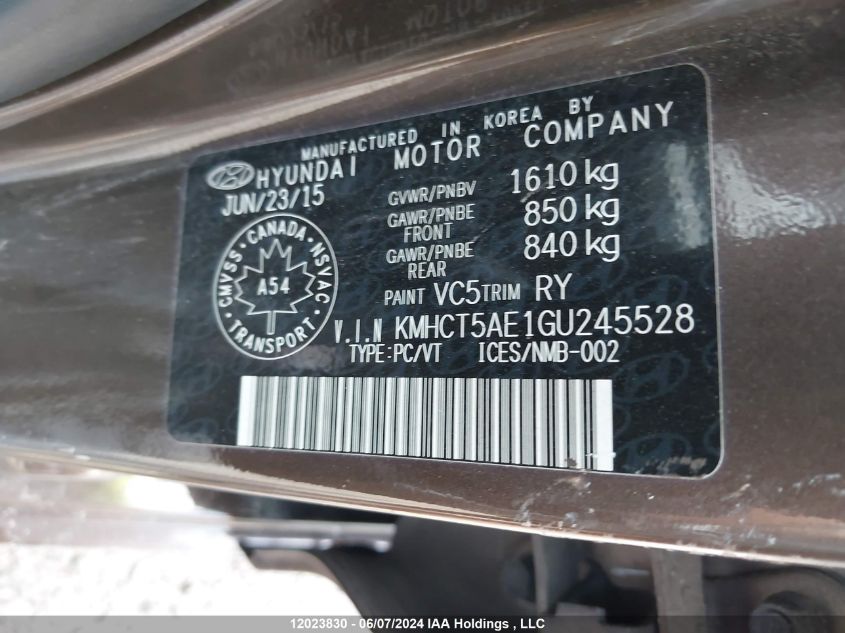 MANUFACTURED IN KOREA BY
HYUNDAI MOTOR COMPANY
JUN/23/15
GVWR/PNBV 1610 kg
GAWR/PNBE FRONT 850 kg
GAWR/PNBE REAR 840 kg
CANADA · NSVAC · TRANSPORT · CMVSS ·
A54
PAINT VC5 TRIM RY
V.I.N KMHCT5AE1GU245528
TYPE:PC/VT ICES/NMB-002
12023830 - 06/07/2024 IAA Holdings , LLC